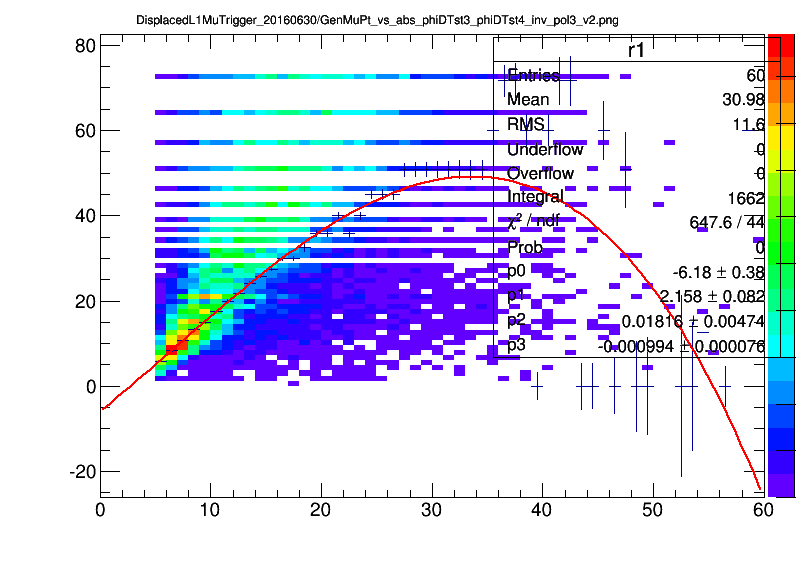 DisplacedL1MuTrigger_20160630/GenMuPt_vs_abs_phiDTst3_phiDTst4_inv_pol3_v2.png
r1
Entries 60
Mean 30.98
RMS 11.6
Underflow 0
Overflow 0
Integral 1662
χ² / ndf 647.6 / 44
Prob 0
p0 -6.18 ± 0.38
p1 2.158 ± 0.082
p2 0.01816 ± 0.00474
p3 -0.000994 ± 0.000076
80
60
40
20
0
-20
0 10 20 30 40 50 60